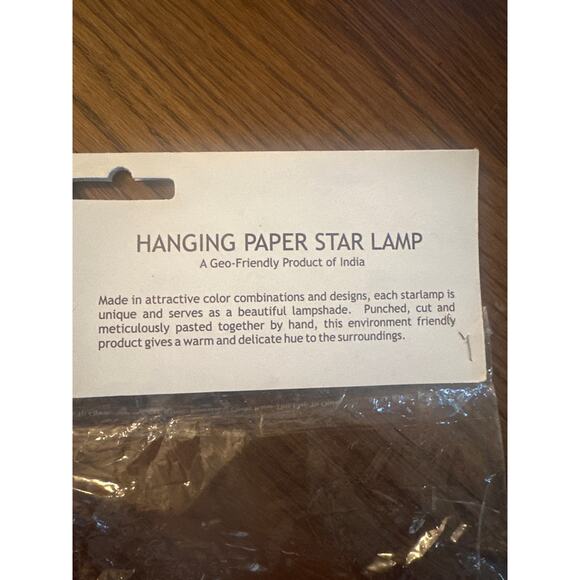 HANGING PAPER STAR LAMP
A Geo-Friendly Product of India
Made in attractive color combinations and designs, each starlamp is
unique and serves as a beautiful lampshade. Punched, cut and
meticulously pasted together by hand, this environment friendly
product gives a warm and delicate hue to the surroundings.